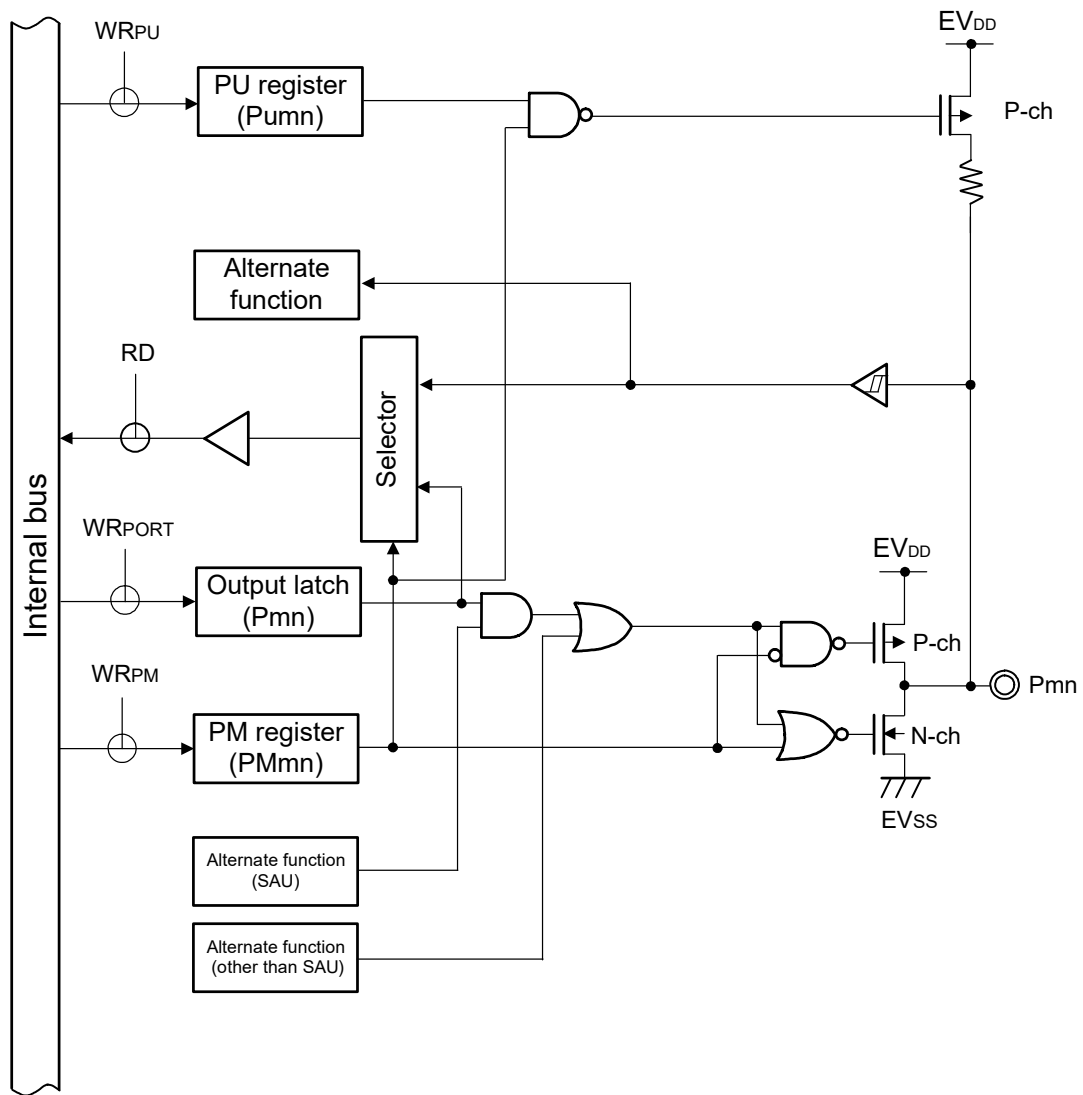 WRPU
EVDD
PU register
(Pumn)
P-ch
Alternate
function
RD
Selector
Internal bus
WRPORT
EVDD
Output latch
(Pmn)
P-ch
WRPM
Pmn
PM register
(PMmn)
N-ch
EVSS
Alternate function
(SAU)
Alternate function
(other than SAU)